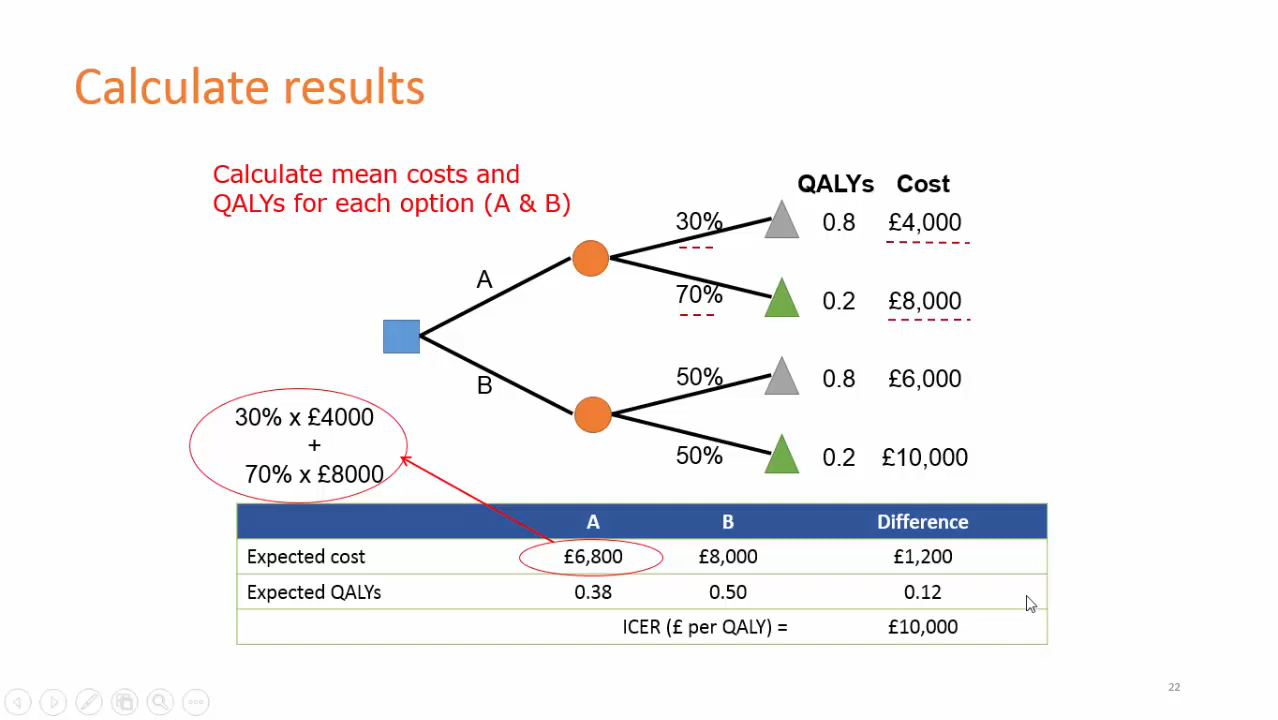 Calculate results
Calculate mean costs and
QALYs for each option (A & B)
QALYs Cost
30% 0.8 £4,000
A
70% 0.2 £8,000
50% 0.8 £6,000
B
50% 0.2 £10,000
30% x £4000
+
70% x £8000
A B Difference
Expected cost £6,800 £8,000 £1,200
Expected QALYs 0.38 0.50 0.12
ICER (£ per QALY) = £10,000
22